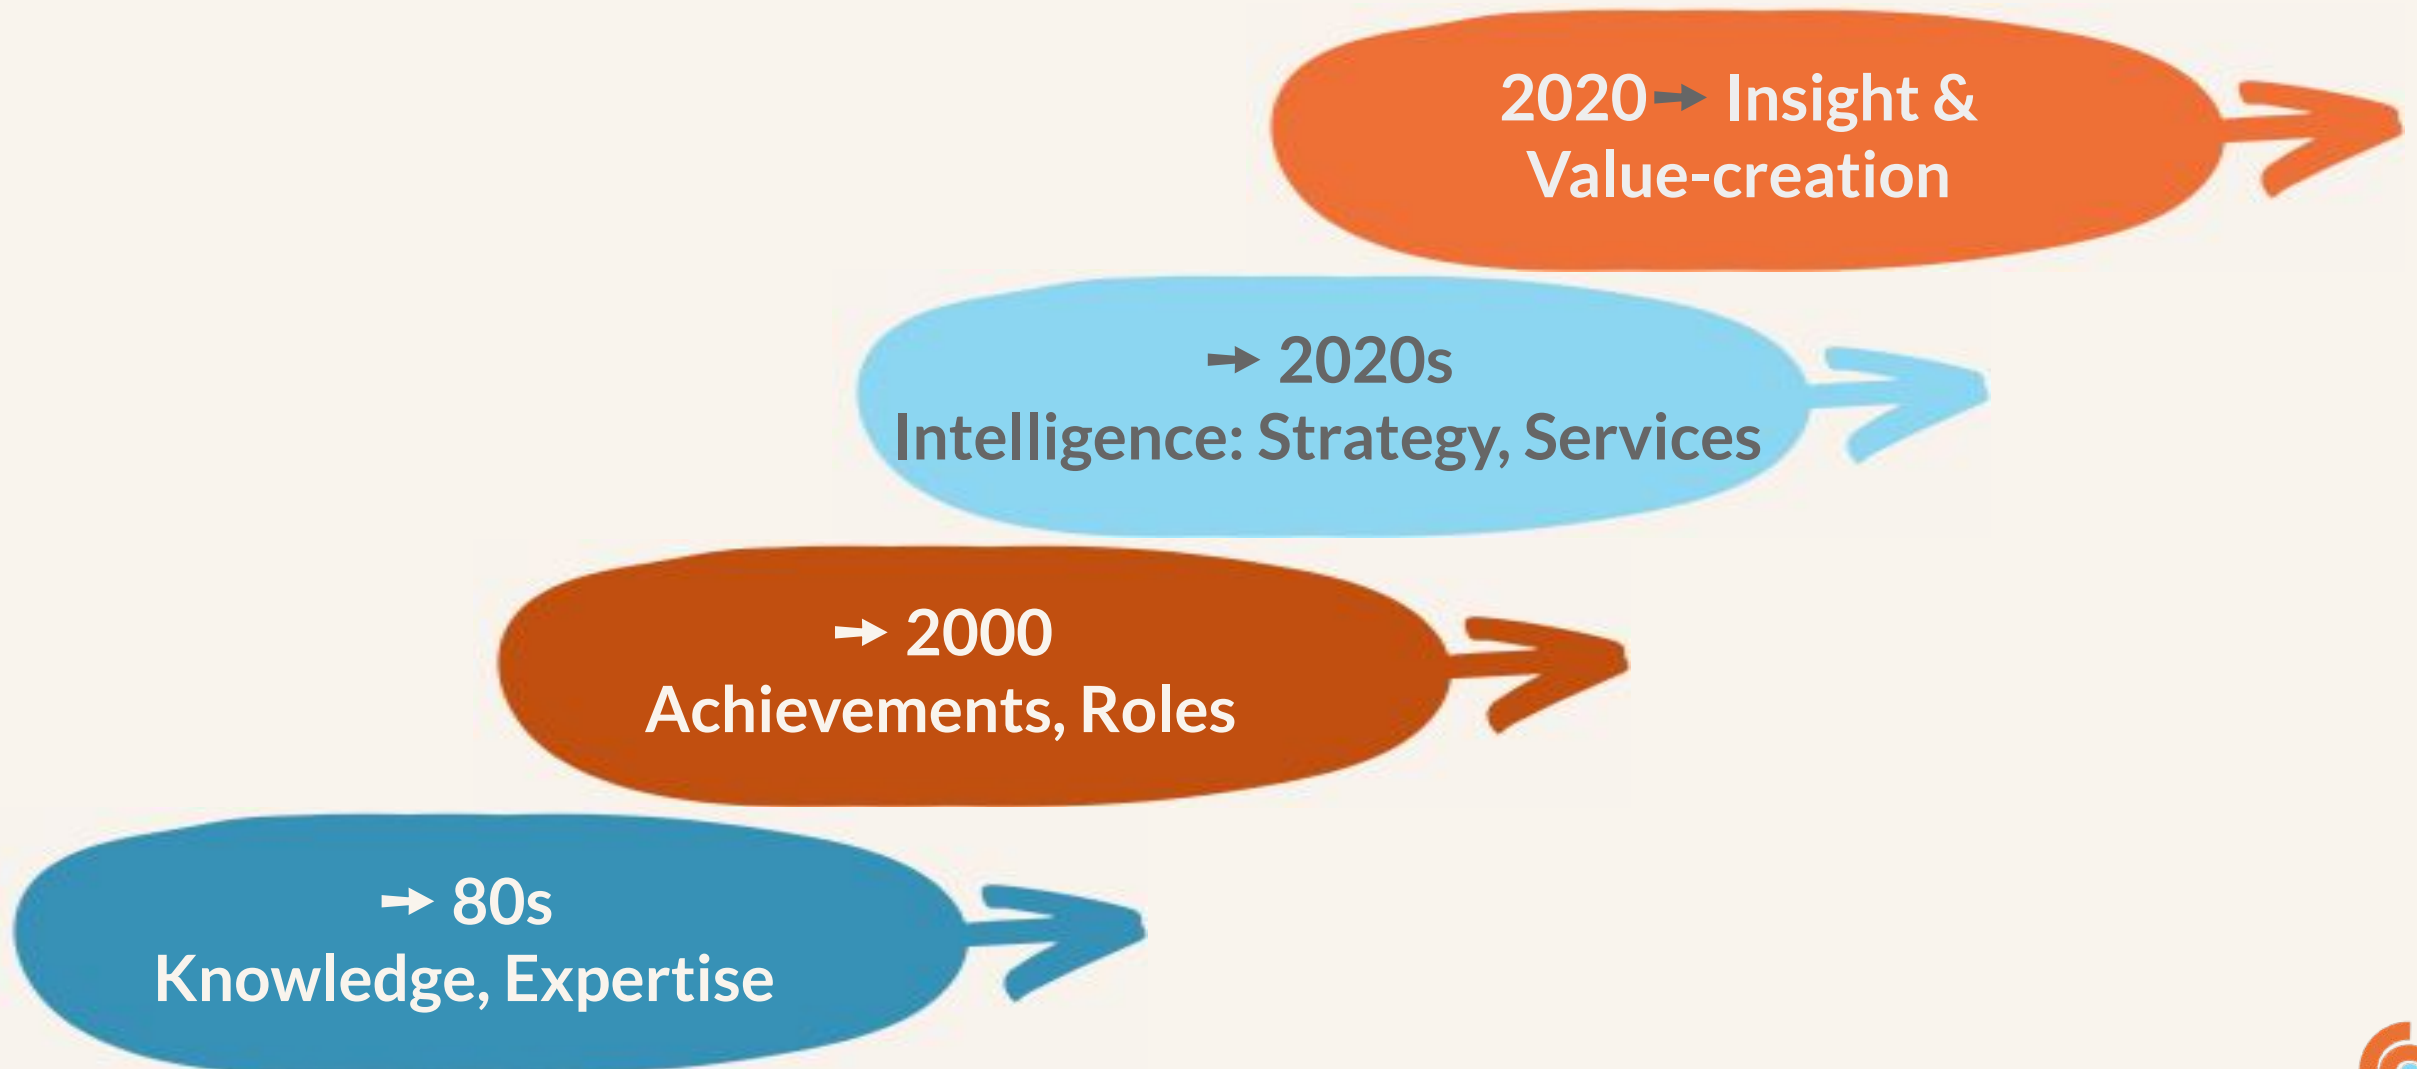 2020➞ Insight &
Value-creation
➞ 2020s
Intelligence: Strategy, Services
➞ 2000
Achievements, Roles
➞ 80s
Knowledge, Expertise